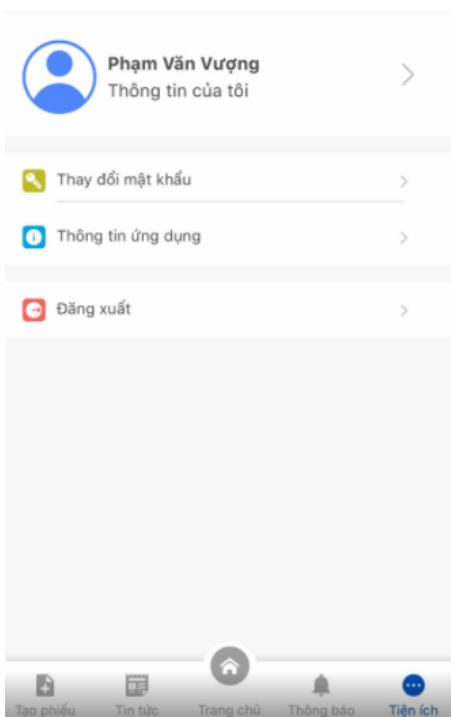 Phạm Văn Vượng
Thông tin của tôi
Thay đổi mật khẩu
Thông tin ứng dụng
Đăng xuất
Tạo phiếu Tin tức Trang chủ Thông báo Tiện ích